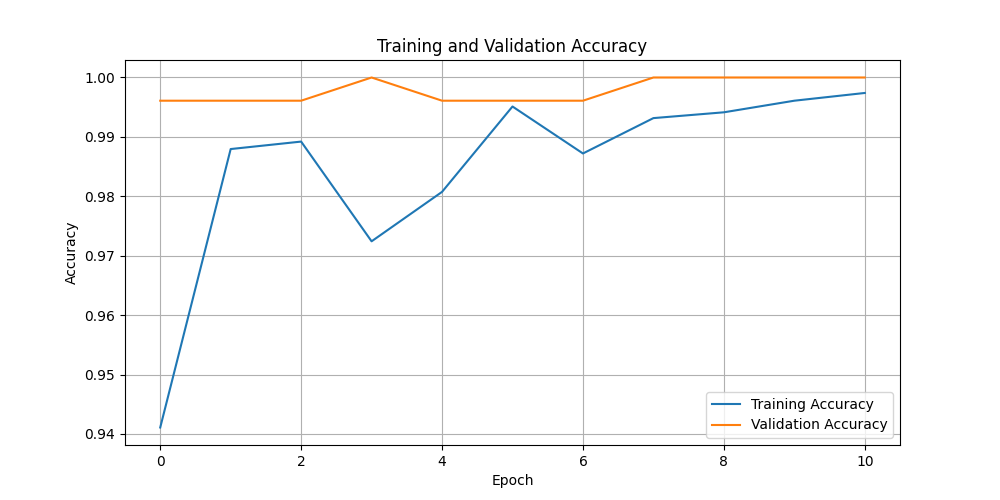 Training and Validation Accuracy
1.00
0.99
0.98
0.97
0.96
0.95
0.94
Accuracy
0 2 4 6 8 10
Epoch
Training Accuracy
Validation Accuracy